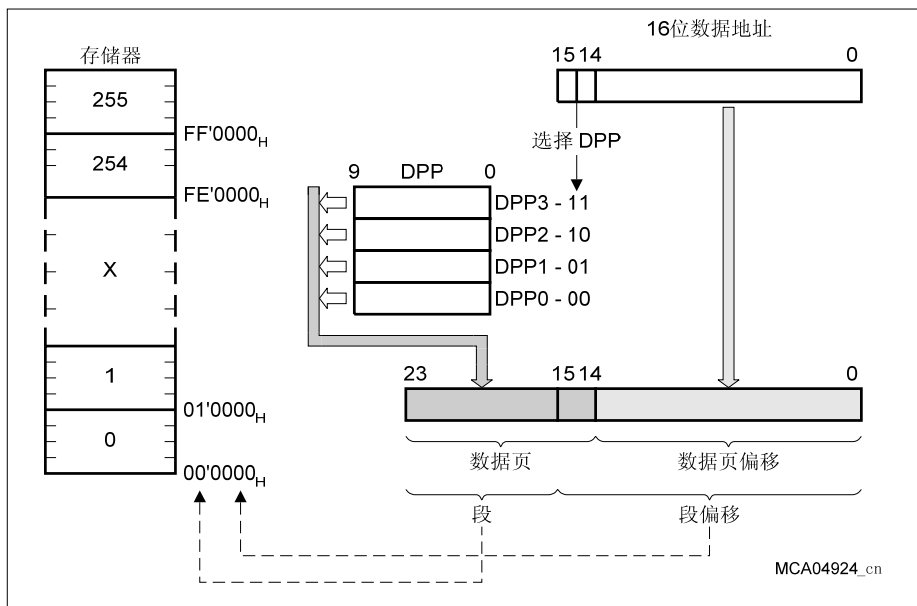 存储器
255
FF'0000H
254
FE'0000H
X
1
01'0000H
0
00'0000H
16位数据地址
15 14 0
选择 DPP
9 DPP 0
DPP3 - 11
DPP2 - 10
DPP1 - 01
DPP0 - 00
23 15 14 0
数据页 数据页偏移
段 段偏移
MCA04924_cn